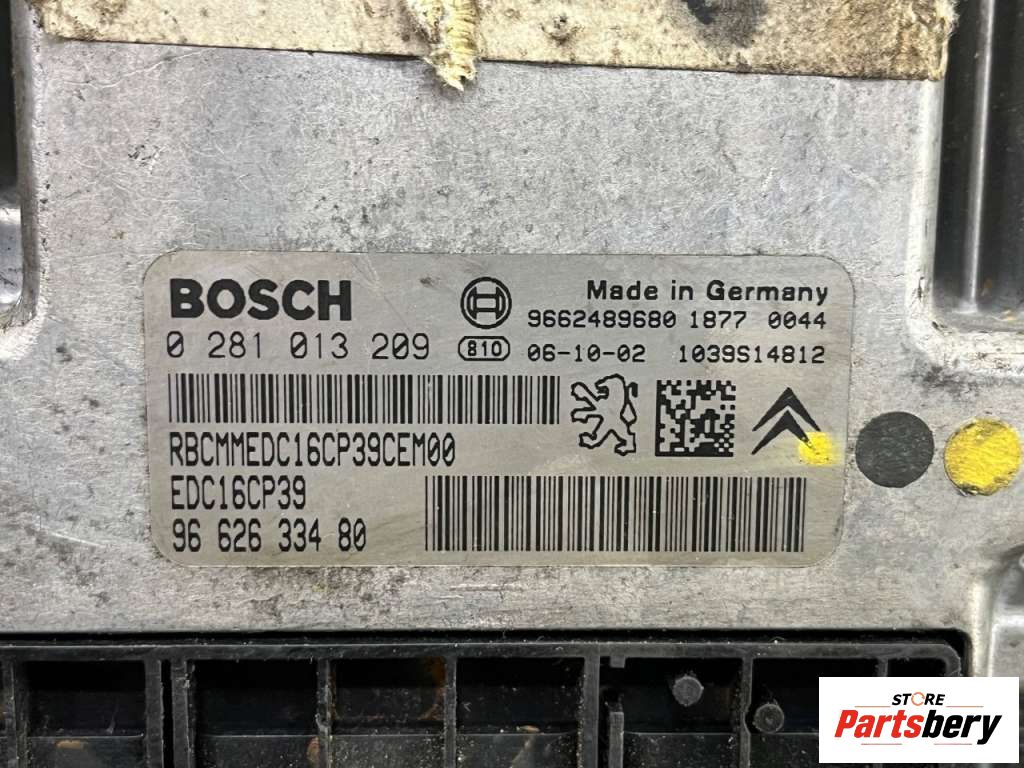 BOSCH
Made in Germany
9662489680 1877 0044
0 281 013 209 810 06-10-02 1039S14812
RBCMMEDC16CP39CEM00
EDC16CP39
96 626 334 80
STORE
Partsbery